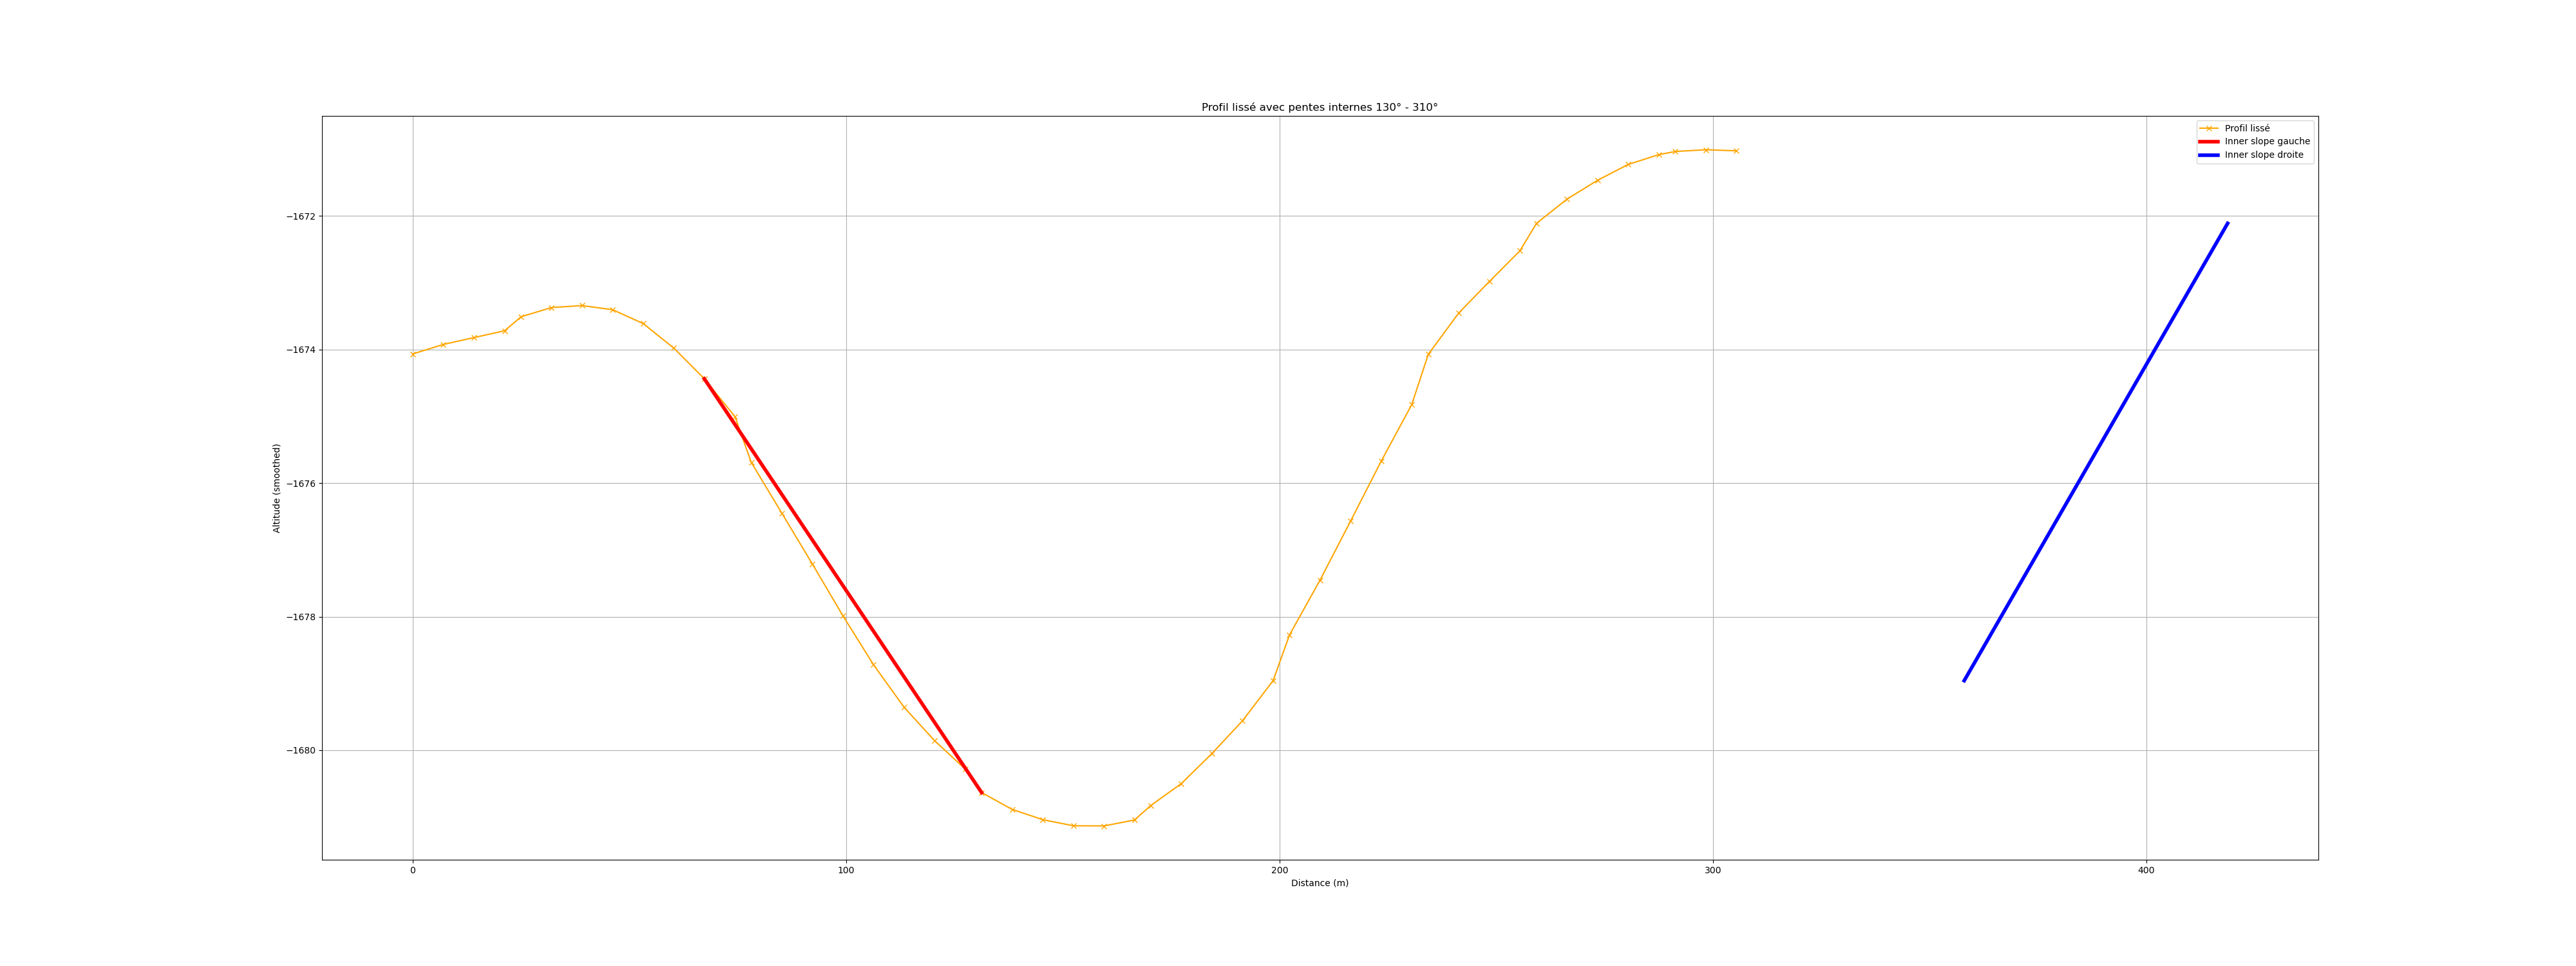 Profil lissé avec pentes internes 130° - 310°
Profil lissé
Inner slope gauche
Inner slope droite
Altitude (smoothed)
−1672
−1674
−1676
−1678
−1680
0
100
200
300
400
Distance (m)